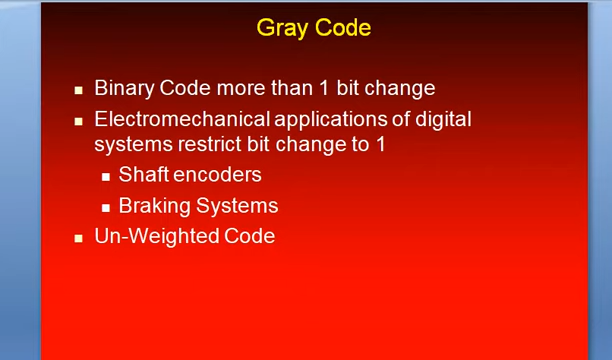 Gray Code
Binary Code more than 1 bit change
Electromechanical applications of digital
systems restrict bit change to 1
Shaft encoders
Braking Systems
Un-Weighted Code